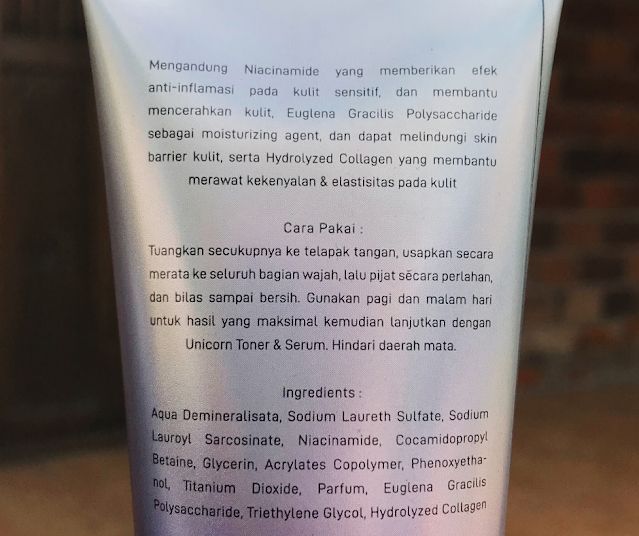 Mengandung Niacinamide yang memberikan efek
anti-inflamasi pada kulit sensitif, dan membantu
mencerahkan kulit, Euglena Gracilis Polysaccharide
sebagai moisturizing agent, dan dapat melindungi skin
barrier kulit, serta Hydrolyzed Collagen yang membantu
merawat kekenyalan & elastisitas pada kulit
Cara Pakai :
Tuangkan secukupnya ke telapak tangan, usapkan secara
merata ke seluruh bagian wajah, lalu pijat secara perlahan,
dan bilas sampai bersih. Gunakan pagi dan malam hari
untuk hasil yang maksimal kemudian lanjutkan dengan
Unicorn Toner & Serum. Hindari daerah mata.
Ingredients :
Aqua Demineralisata, Sodium Laureth Sulfate, Sodium
Lauroyl Sarcosinate, Niacinamide, Cocamidopropyl
Betaine, Glycerin, Acrylates Copolymer, Phenoxyetha-
nol, Titanium Dioxide, Parfum, Euglena Gracilis
Polysaccharide, Triethylene Glycol, Hydrolyzed Collagen